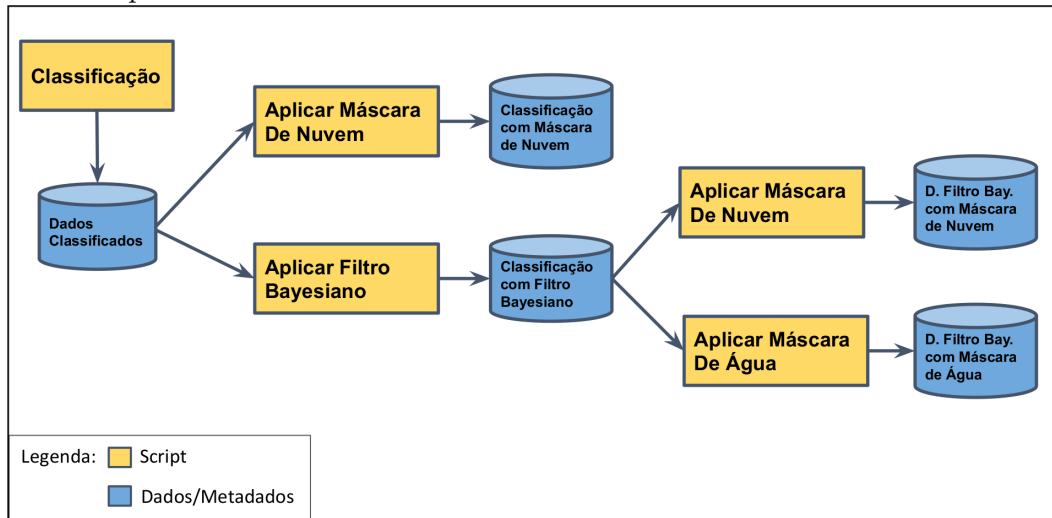 Classificação
Dados
Classificados
Aplicar Máscara
De Nuvem
Classificação
com Máscara
de Nuvem
Aplicar Filtro
Bayesiano
Classificação
com Filtro
Bayesiano
Aplicar Máscara
De Nuvem
D. Filtro Bay.
com Máscara
de Nuvem
Aplicar Máscara
De Água
D. Filtro Bay.
com Máscara
de Água
Legenda:
Script
Dados/Metadados